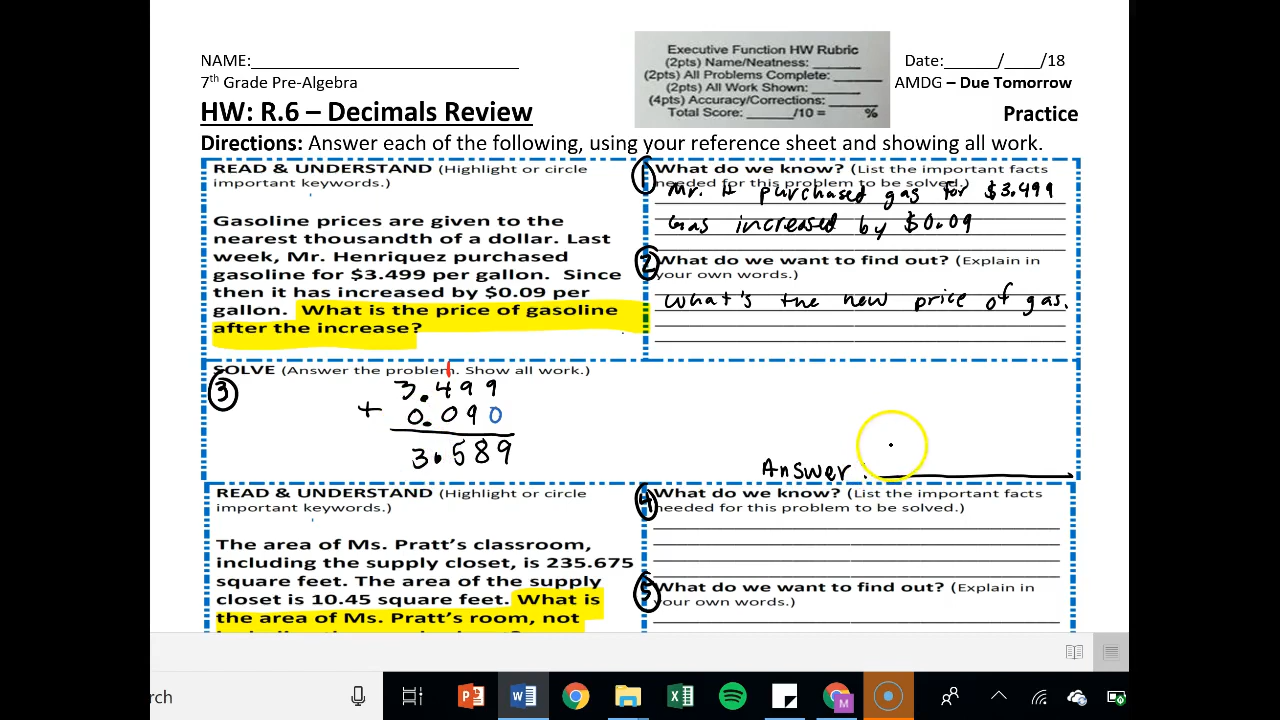 NAME:
7th Grade Pre-Algebra
HW: R.6 – Decimals Review
Executive Function HW Rubric
(2pts) Name/Neatness:
(2pts) All Problems Complete:
(2pts) All Work Shown:
(4pts) Accuracy/Corrections:
Total Score: /10 = %
Date:______/____/18
AMDG – Due Tomorrow
Practice
Directions: Answer each of the following, using your reference sheet and showing all work.
READ & UNDERSTAND (Highlight or circle
important keywords.)
Gasoline prices are given to the
nearest thousandth of a dollar. Last
week, Mr. Henriquez purchased
gasoline for $3.499 per gallon. Since
then it has increased by $0.09 per
gallon. What is the price of gasoline
after the increase?
1 What do we know? (List the important facts
needed for this problem to be solved.)
Mr. H purchased gas for $3.499
Gas increased by $0.09
2 What do we want to find out? (Explain in
your own words.)
What's the new price of gas.
SOLVE (Answer the problem. Show all work.)
3
1
3.499
+ 0.090
3.589
Answer:
READ & UNDERSTAND (Highlight or circle
important keywords.)
The area of Ms. Pratt's classroom,
including the supply closet, is 235.675
square feet. The area of the supply
closet is 10.45 square feet. What is
the area of Ms. Pratt's room, not
4 What do we know? (List the important facts
needed for this problem to be solved.)
5 What do we want to find out? (Explain in
your own words.)
rch